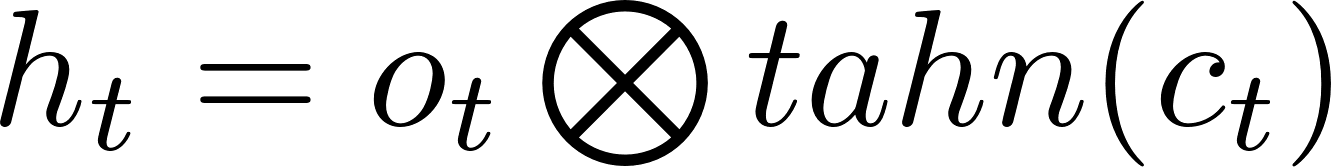 h_t = o_t ⨂ tahn(c_t)